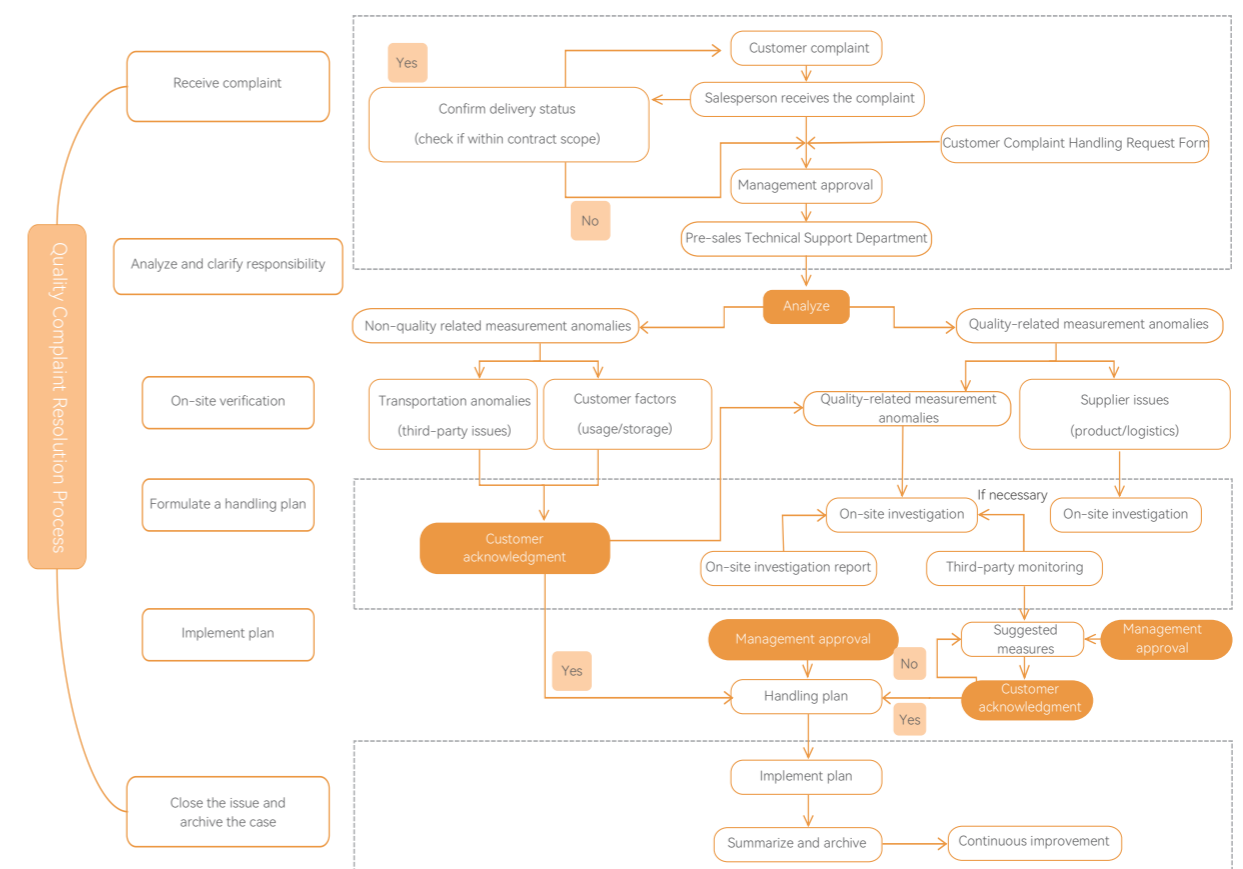 Quality Complaint Resolution Process
Receive complaint
Analyze and clarify responsibility
On-site verification
Formulate a handling plan
Implement plan
Close the issue and
archive the case
Yes
Customer complaint
Confirm delivery status
(check if within contract scope)
Salesperson receives the complaint
Customer Complaint Handling Request Form
Management approval
No
Pre-sales Technical Support Department
Analyze
Non-quality related measurement anomalies
Quality-related measurement anomalies
Transportation anomalies
(third-party issues)
Customer factors
(usage/storage)
Quality-related measurement
anomalies
Supplier issues
(product/logistics)
If necessary
On-site investigation
On-site investigation
Customer
acknowledgment
On-site investigation report
Third-party monitoring
Management approval
Suggested
measures
Management
approval
Yes
No
Handling plan
Customer
acknowledgment
Yes
Implement plan
Summarize and archive
Continuous improvement